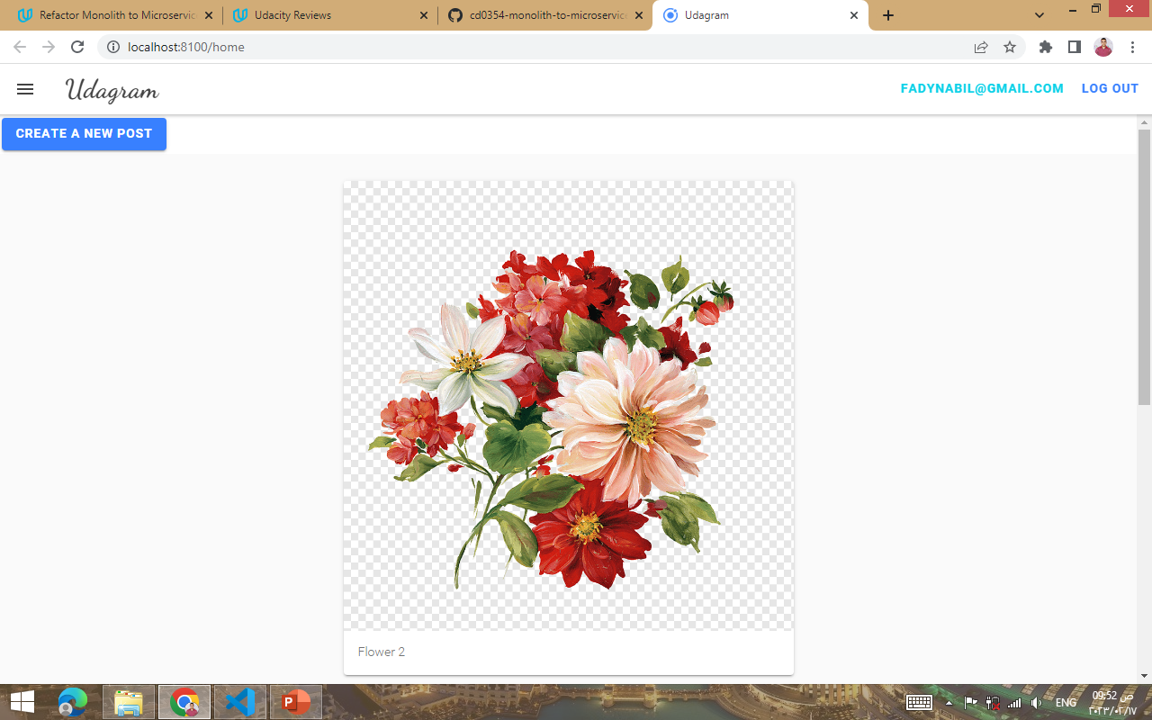 Refactor Monolith to Microservic
Udacity Reviews
cd0354-monolith-to-microservice
Udagram
localhost:8100/home
Udagram
FADYNABIL@GMAIL.COM
LOG OUT
CREATE A NEW POST
Flower 2
ENG
09:52 ص
٢٠٢٣/٠٢/١٧